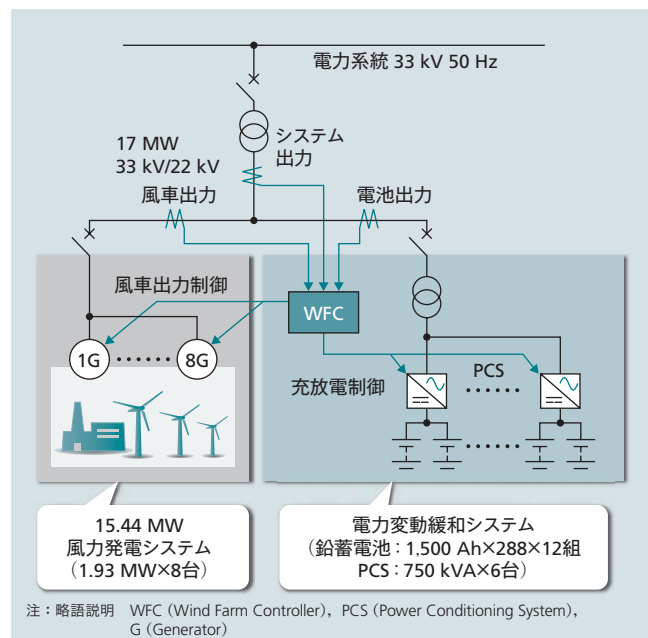 電力系統 33 kV 50 Hz
17 MW
33 kV/22 kV
システム
出力
風車出力
電池出力
風車出力制御
WFC
1G
8G
充放電制御
PCS
15.44 MW
風力発電システム
（1.93 MW×8台）
電力変動緩和システム
（鉛蓄電池：1,500 Ah×288×12組
PCS：750 kVA×6台）
注：略語説明 WFC（Wind Farm Controller），PCS（Power Conditioning System），
G（Generator）